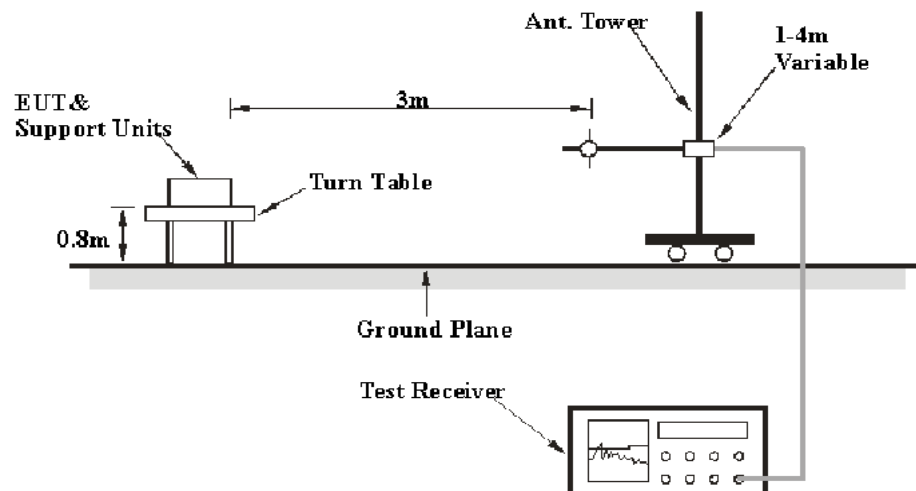 Ant. Tower
1-4m
Variable
EUT&
Support Units
3m
Turn Table
0.8m
Ground Plane
Test Receiver